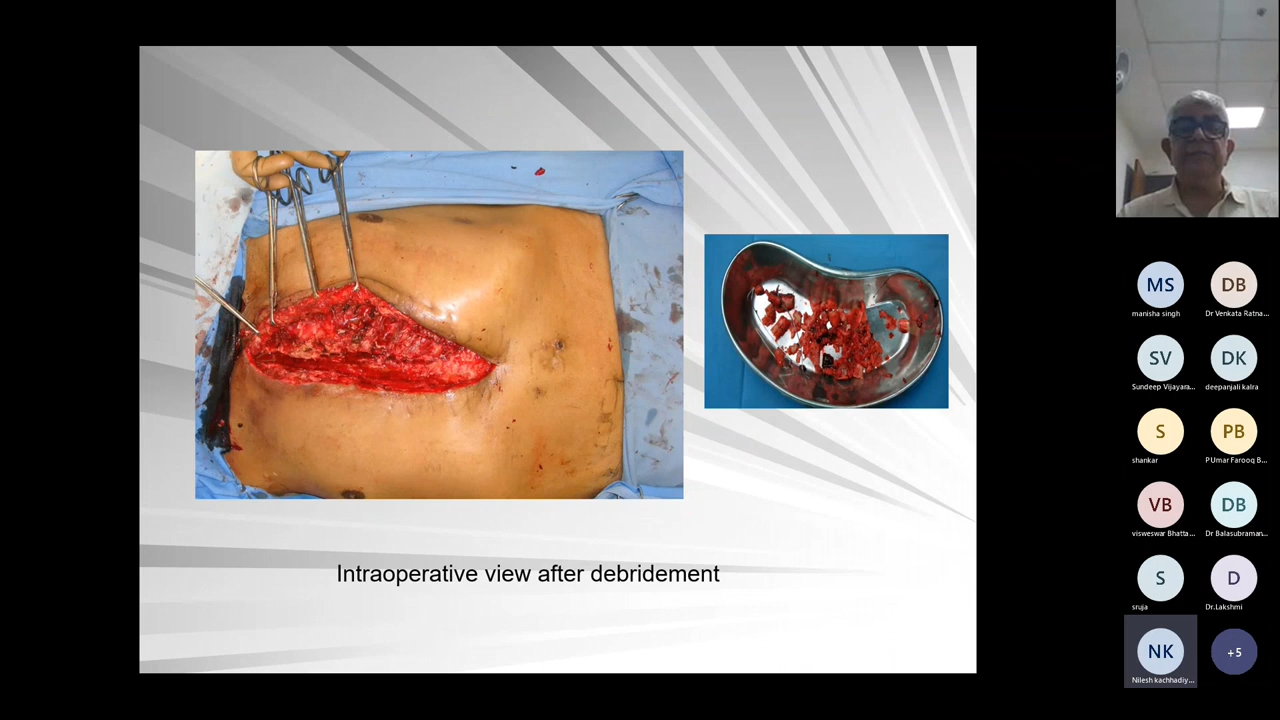 Intraoperative view after debridement
MS
manisha singh
DB
Dr Venkata Ratna...
SV
Sundeep Vijayara...
DK
deepanjali kalra
S
shankar
PB
P Umar Farooq B...
VB
visweswar Bhatta...
DB
Dr Balasubraman...
S
sruja
D
Dr.Lakshmi
NK
Nilesh kachhadiy...
+5